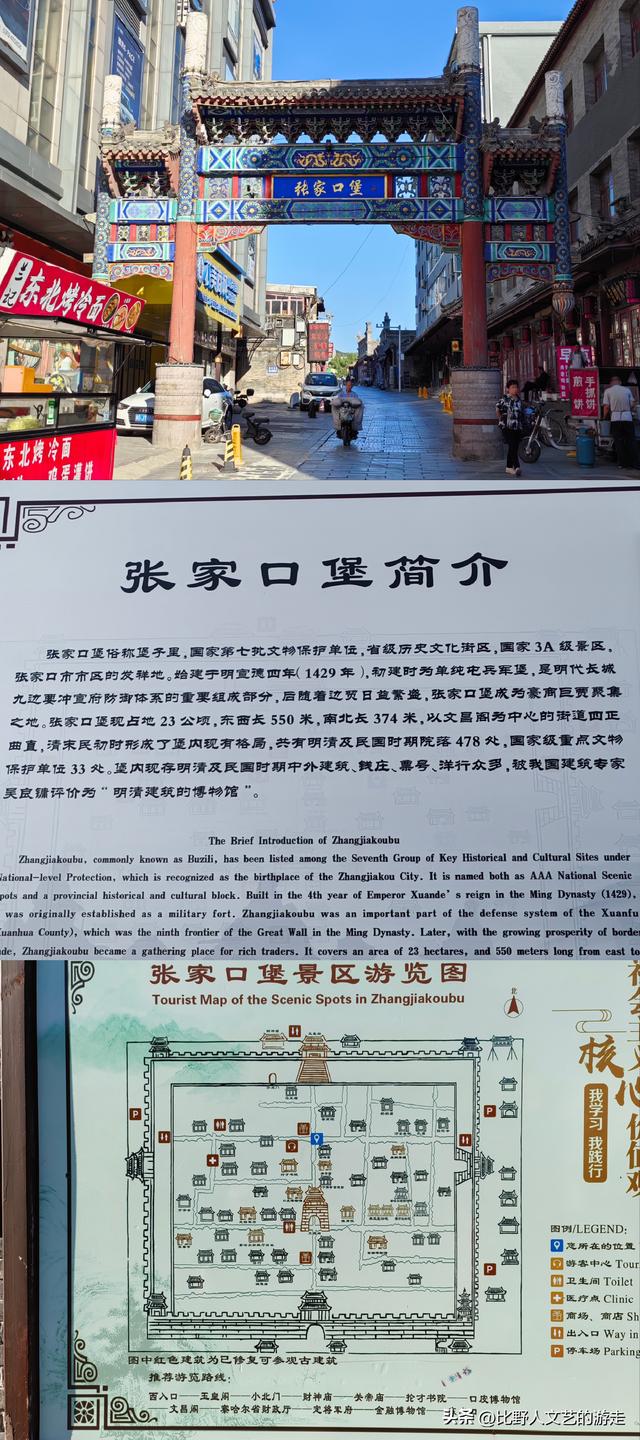 张家口堡
兰记
东北烤冷面
东北烤冷面
鸡蛋灌饼
早
煎饼
手抓饼
张家口堡简介
张家口堡俗称堡子里，国家第七批文物保护单位，省级历史文化街区，国家3A级景区，
张家口市市区的发祥地。始建于明宣德四年（1429年），初建时为单纯屯兵军堡，是明代长城
九边要冲宣府防御体系的重要组成部分，后随着边贸日益繁盛，张家口堡成为豪商巨贾聚集
之地。张家口堡现占地23公顷，东西长550米，南北长374米，以文昌阁为中心的街道四正
曲直，清末民初时形成了堡内现有格局，共有明清及民国时期院落478处，国家级重点文物
保护单位33处。堡内现存明清及民国时期中外建筑、钱庄、票号、洋行众多，被我国建筑专家
吴良镛评价为“明清建筑的博物馆”。
The Brief Introduction of Zhangjiakoubu
Zhangjiakoubu, commonly known as Buzili, has been listed among the Seventh Group of Key Historical and Cultural Sites under
National-level Protection, which is recognized as the birthplace of the Zhangjiakou City. It is named both as AAA National Scenic
pots and a provincial historical and cultural block. Built in the 4th year of Emperor Xuande's reign in the Ming Dynasty (1429),
was originally established as a military fort. Zhangjiakoubu was an important part of the defense system of the Xuanfu
Xuanhua County), which was the ninth frontier of the Great Wall in the Ming Dynasty. Later, with the growing prosperity of border
de, Zhangjiakoubu became a gathering place for rich traders. It covers an area of 23 hectares, and 550 meters long from east to
张家口堡景区游览图
Tourist Map of the Scenic Spots in Zhangjiakoubu
北
P
P
P
社会主义
核心价值观
我学习 我践行
图例/LEGEND:
您所在的位置
游客中心 Tour
卫生间 Toilet
医疗点 Clinic
商场、商店 Sh
出入口 Way in
P 停车场 Parking
图中红色建筑为已修复可参观古建筑
推荐游览路线：
西入口——玉皇阁——小北门——财神庙——关帝庙——抡才书院——口皮博物馆
——文昌阁——察哈尔省财政厅——定将军府——金融博物馆——
头条 @比野人文艺的游走